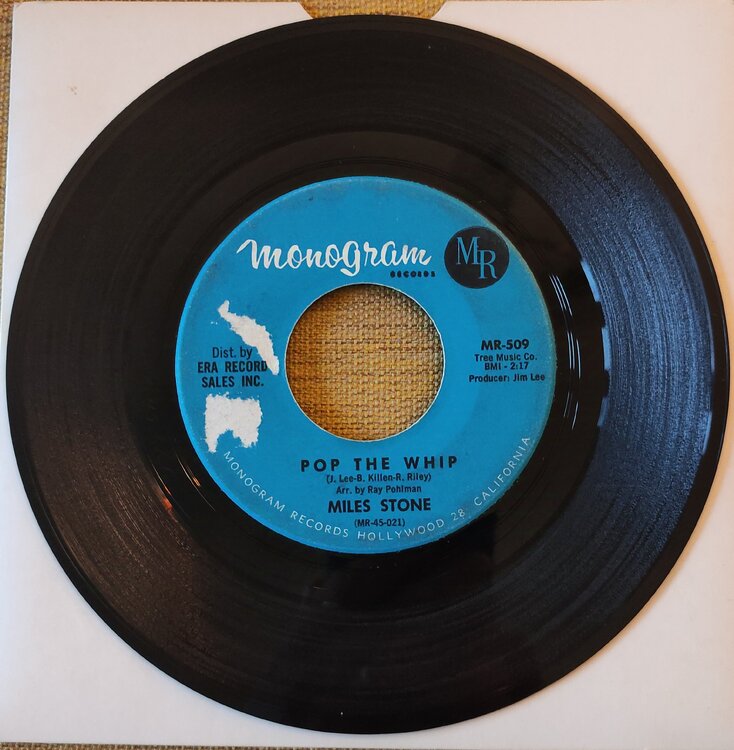 monogram
RECORDS
MR
MR-509
Tree Music Co.
BMI - 2:17
Producer: Jim Lee
Dist. by
ERA RECORD
SALES INC.
POP THE WHIP
(J. Lee-B. Killen-R. Riley)
Arr. by Ray Pohlman
MILES STONE
(MR-45-021)
MONOGRAM RECORDS HOLLYWOOD 28, CALIFORNIA